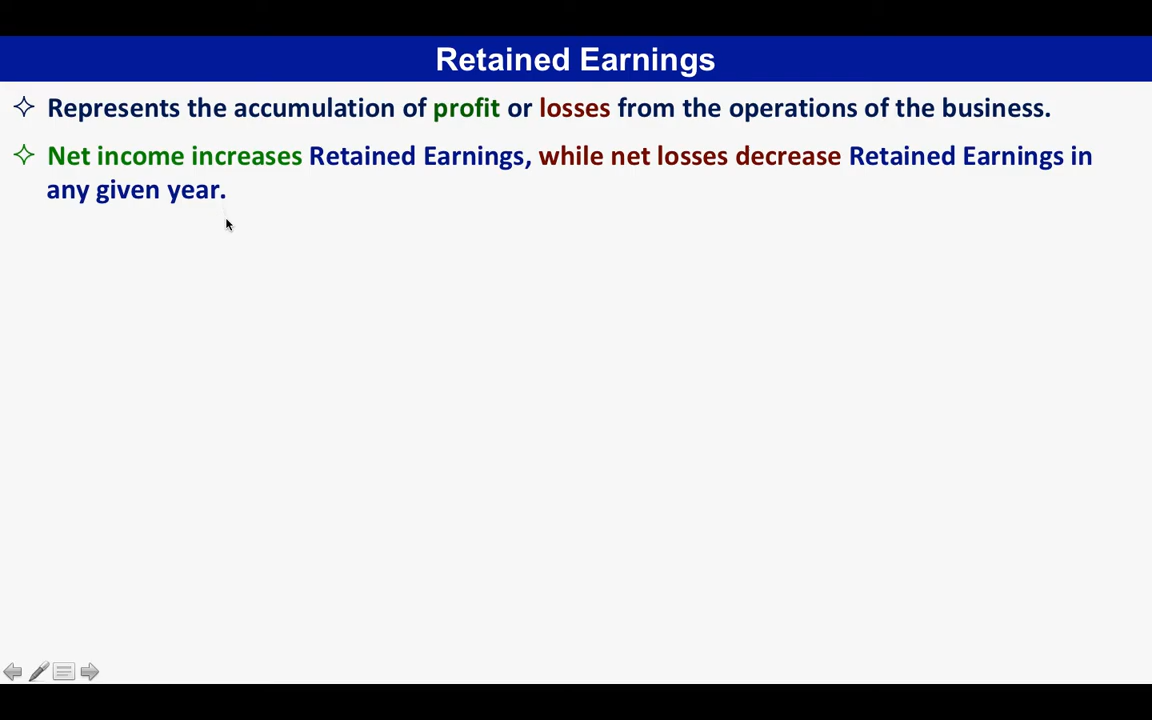 Retained Earnings
Represents the accumulation of profit or losses from the operations of the business.
Net income increases Retained Earnings, while net losses decrease Retained Earnings in
any given year.